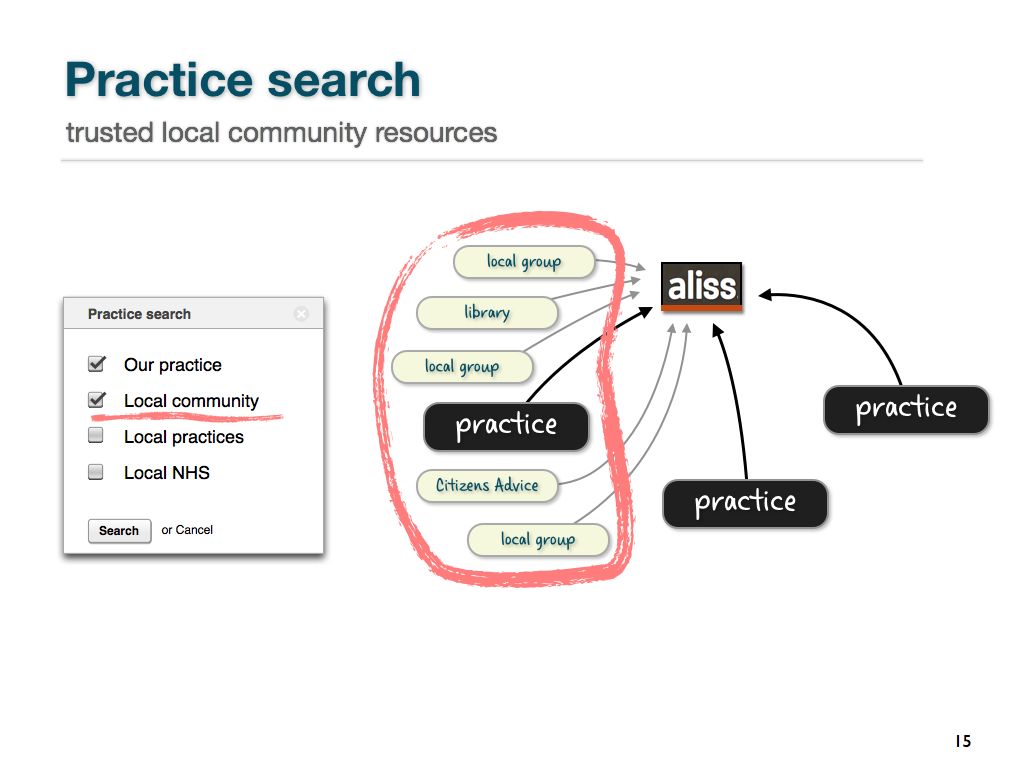 Practice search
trusted local community resources
Practice search
Our practice
Local community
Local practices
Local NHS
Search or Cancel
local group
library
local group
practice
Citizens Advice
local group
aliss
practice
practice
15